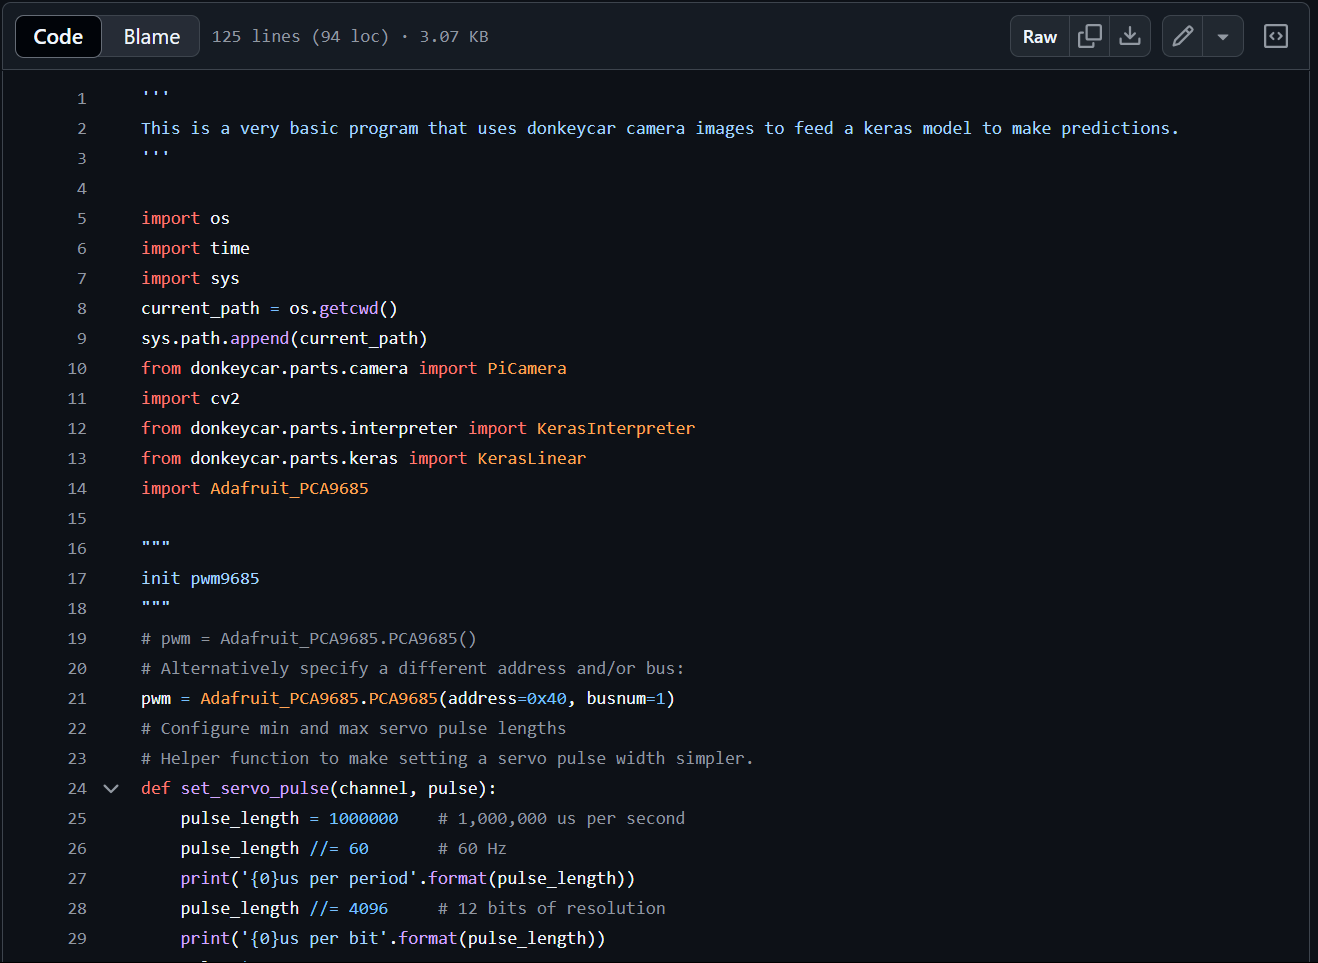 Code Blame 125 lines (94 loc) · 3.07 KB Raw
1 '''
2 This is a very basic program that uses donkeycar camera images to feed a keras model to make predictions.
3 '''
4
5 import os
6 import time
7 import sys
8 current_path = os.getcwd()
9 sys.path.append(current_path)
10 from donkeycar.parts.camera import PiCamera
11 import cv2
12 from donkeycar.parts.interpreter import KerasInterpreter
13 from donkeycar.parts.keras import KerasLinear
14 import Adafruit_PCA9685
15
16 """
17 init pwm9685
18 """
19 # pwm = Adafruit_PCA9685.PCA9685()
20 # Alternatively specify a different address and/or bus:
21 pwm = Adafruit_PCA9685.PCA9685(address=0x40, busnum=1)
22 # Configure min and max servo pulse lengths
23 # Helper function to make setting a servo pulse width simpler.
24 def set_servo_pulse(channel, pulse):
25     pulse_length = 1000000    # 1,000,000 us per second
26     pulse_length //= 60       # 60 Hz
27     print('{0}us per period'.format(pulse_length))
28     pulse_length //= 4096     # 12 bits of resolution
29     print('{0}us per bit'.format(pulse_length))